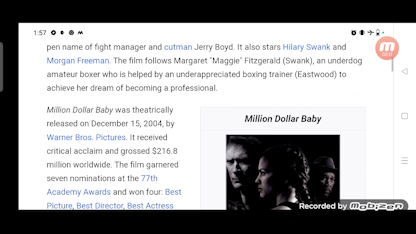 1:57
pen name of fight manager and cutman Jerry Boyd. It also stars Hilary Swank and
Morgan Freeman. The film follows Margaret "Maggie" Fitzgerald (Swank), an underdog
amateur boxer who is helped by an underappreciated boxing trainer (Eastwood) to
achieve her dream of becoming a professional.
Million Dollar Baby was theatrically
released on December 15, 2004, by
Warner Bros. Pictures. It received
critical acclaim and grossed $216.8
million worldwide. The film garnered
seven nominations at the 77th
Academy Awards and won four: Best
Picture, Best Director, Best Actress
Million Dollar Baby
Recorded by Mobizen